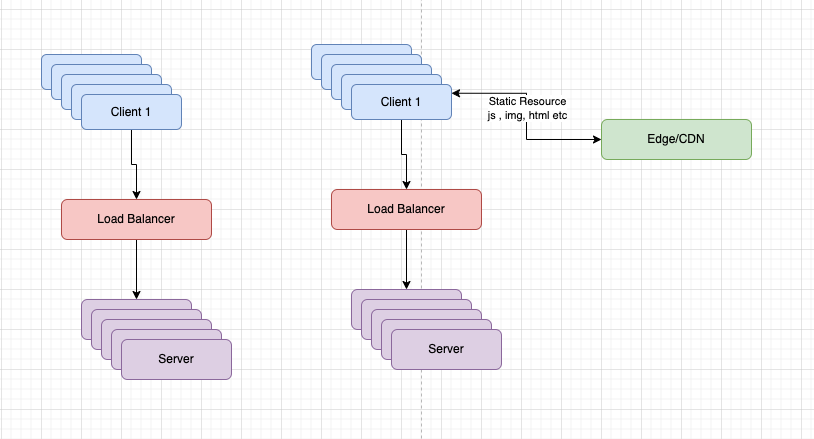 Client 1
Load Balancer
Server
Client 1
Static Resource
js , img, html etc
Edge/CDN
Load Balancer
Server